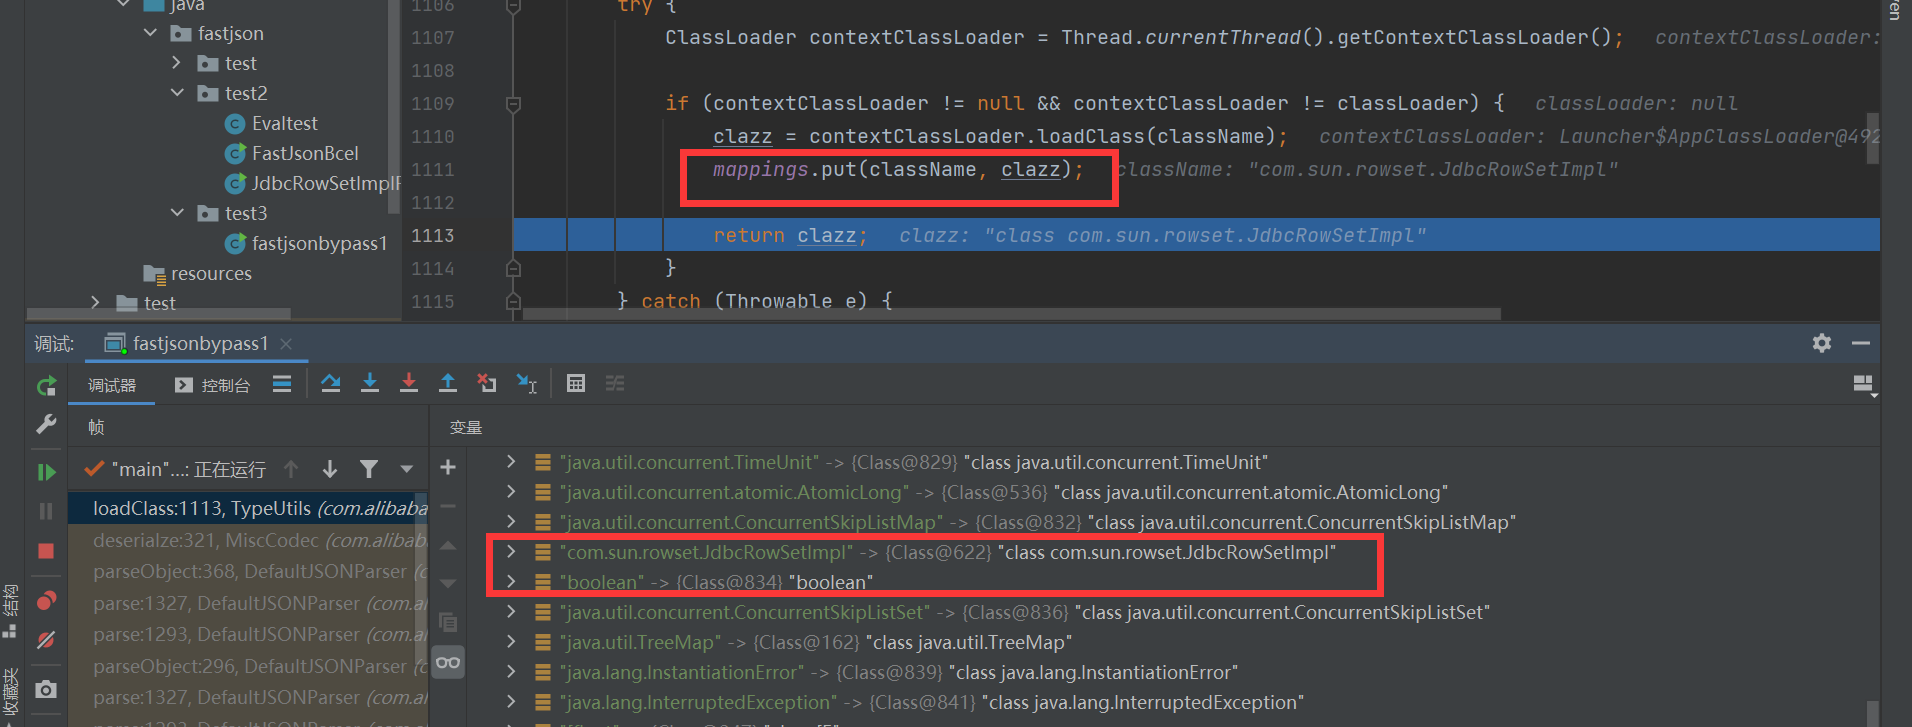 java
fastjson
test
test2
Evaltest
FastJsonBcel
JdbcRowSetImplF
test3
fastjsonbypass1
resources
test
1106 try {
1107 ClassLoader contextClassLoader = Thread.currentThread().getContextClassLoader(); contextClassLoader:
1108
1109 if (contextClassLoader != null && contextClassLoader != classLoader) { classLoader: null
1110 clazz = contextClassLoader.loadClass(className); contextClassLoader: Launcher$AppClassLoader@492
1111 mappings.put(className, clazz); className: "com.sun.rowset.JdbcRowSetImpl"
1112
1113 return clazz; clazz: "class com.sun.rowset.JdbcRowSetImpl"
1114 }
1115 } catch (Throwable e) {
ven
调试: fastjsonbypass1
调试器 控制台
帧
变量
"main"...: 正在运行
loadClass:1113, TypeUtils (com.alibaba
deserialze:321, MiscCodec (com.alibab
parseObject:368, DefaultJSONParser (c
parse:1327, DefaultJSONParser (com.al
parse:1293, DefaultJSONParser (com.al
parseObject:296, DefaultJSONParser (c
parse:1327, DefaultJSONParser (com.al
"java.util.concurrent.TimeUnit" -> {Class@829} "class java.util.concurrent.TimeUnit"
"java.util.concurrent.atomic.AtomicLong" -> {Class@536} "class java.util.concurrent.atomic.AtomicLong"
"java.util.concurrent.ConcurrentSkipListMap" -> {Class@832} "class java.util.concurrent.ConcurrentSkipListMap"
"com.sun.rowset.JdbcRowSetImpl" -> {Class@622} "class com.sun.rowset.JdbcRowSetImpl"
"boolean" -> {Class@834} "boolean"
"java.util.concurrent.ConcurrentSkipListSet" -> {Class@836} "class java.util.concurrent.ConcurrentSkipListSet"
"java.util.TreeMap" -> {Class@162} "class java.util.TreeMap"
"java.lang.InstantiationError" -> {Class@839} "class java.lang.InstantiationError"
"java.lang.InterruptedException" -> {Class@841} "class java.lang.InterruptedException"
结构
收藏夹